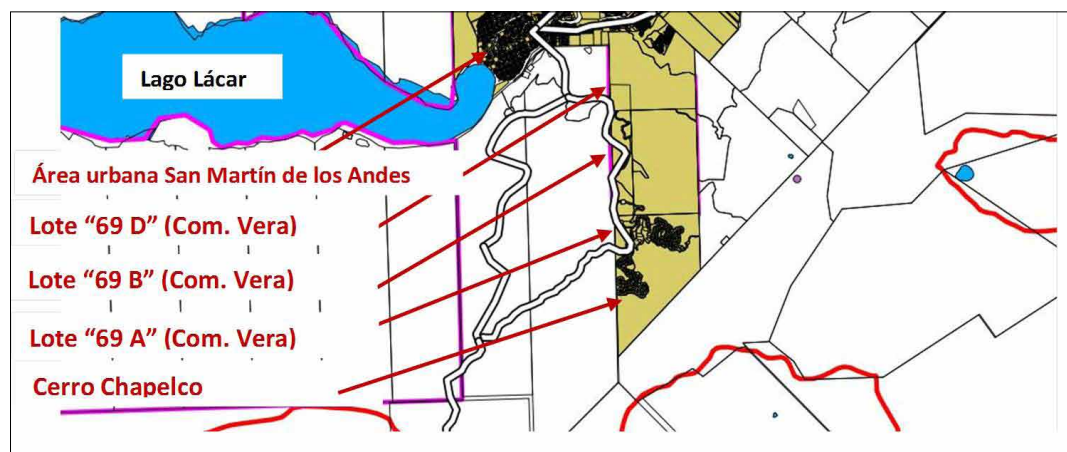 Lago Lácar
Área urbana San Martín de los Andes
Lote “69 D” (Com. Vera)
Lote “69 B” (Com. Vera)
Lote “69 A” (Com. Vera)
Cerro Chapelco